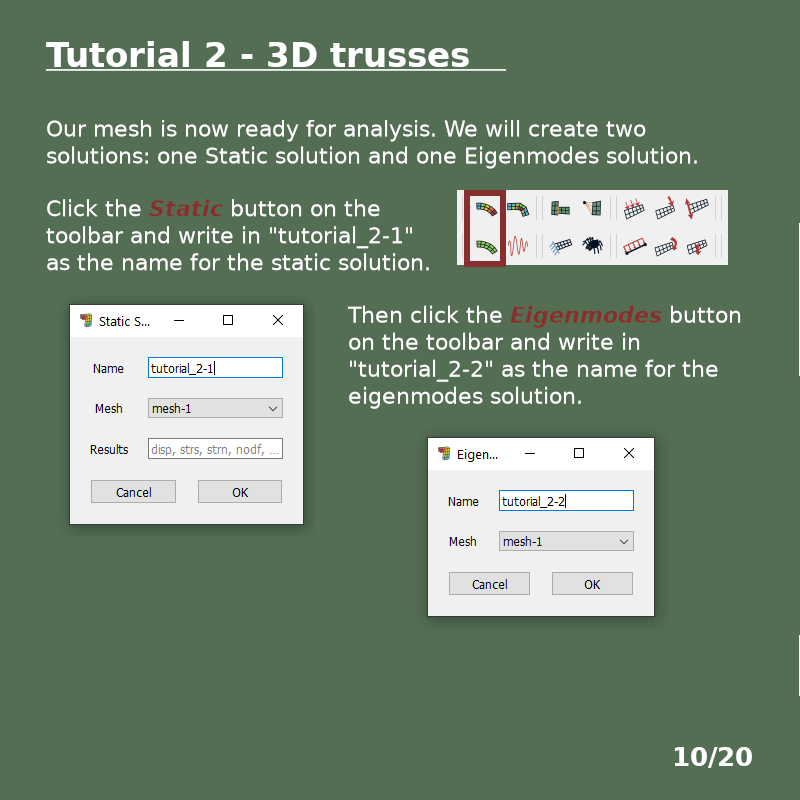 Tutorial 2 - 3D trusses
Our mesh is now ready for analysis. We will create two
solutions: one Static solution and one Eigenmodes solution.
Click the Static button on the
toolbar and write in "tutorial_2-1"
as the name for the static solution.
Static S...
Name
tutorial_2-1
Mesh
mesh-1
Results
disp, strs, strn, nodf, ...
Cancel
OK
Then click the Eigenmodes button
on the toolbar and write in
"tutorial_2-2" as the name for the
eigenmodes solution.
Eigen...
Name
tutorial_2-2
Mesh
mesh-1
Cancel
OK
10/20